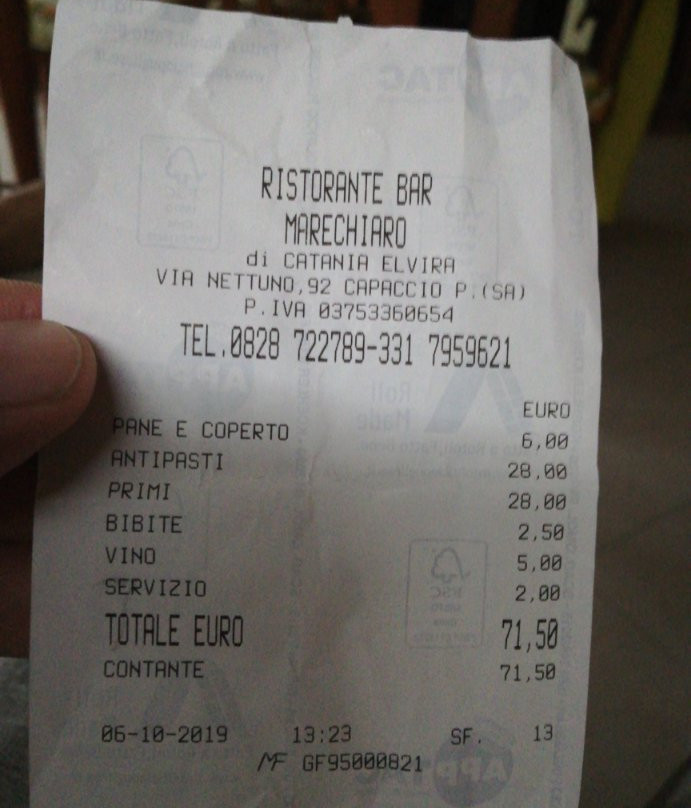 RISTORANTE BAR
MARECHIARO
di CATANIA ELVIRA
VIA NETTUNO,92 CAPACCIO P.(SA)
P.IVA 03753360654
TEL.0828 722789-331 7959621
EURO
PANE E COPERTO 6,00
ANTIPASTI 28,00
PRIMI 28,00
BIBITE 2,50
VINO 5,00
SERVIZIO 2,00
TOTALE EURO 71,50
CONTANTE 71,50
06-10-2019 13:23 SF. 13
MF GF95000821